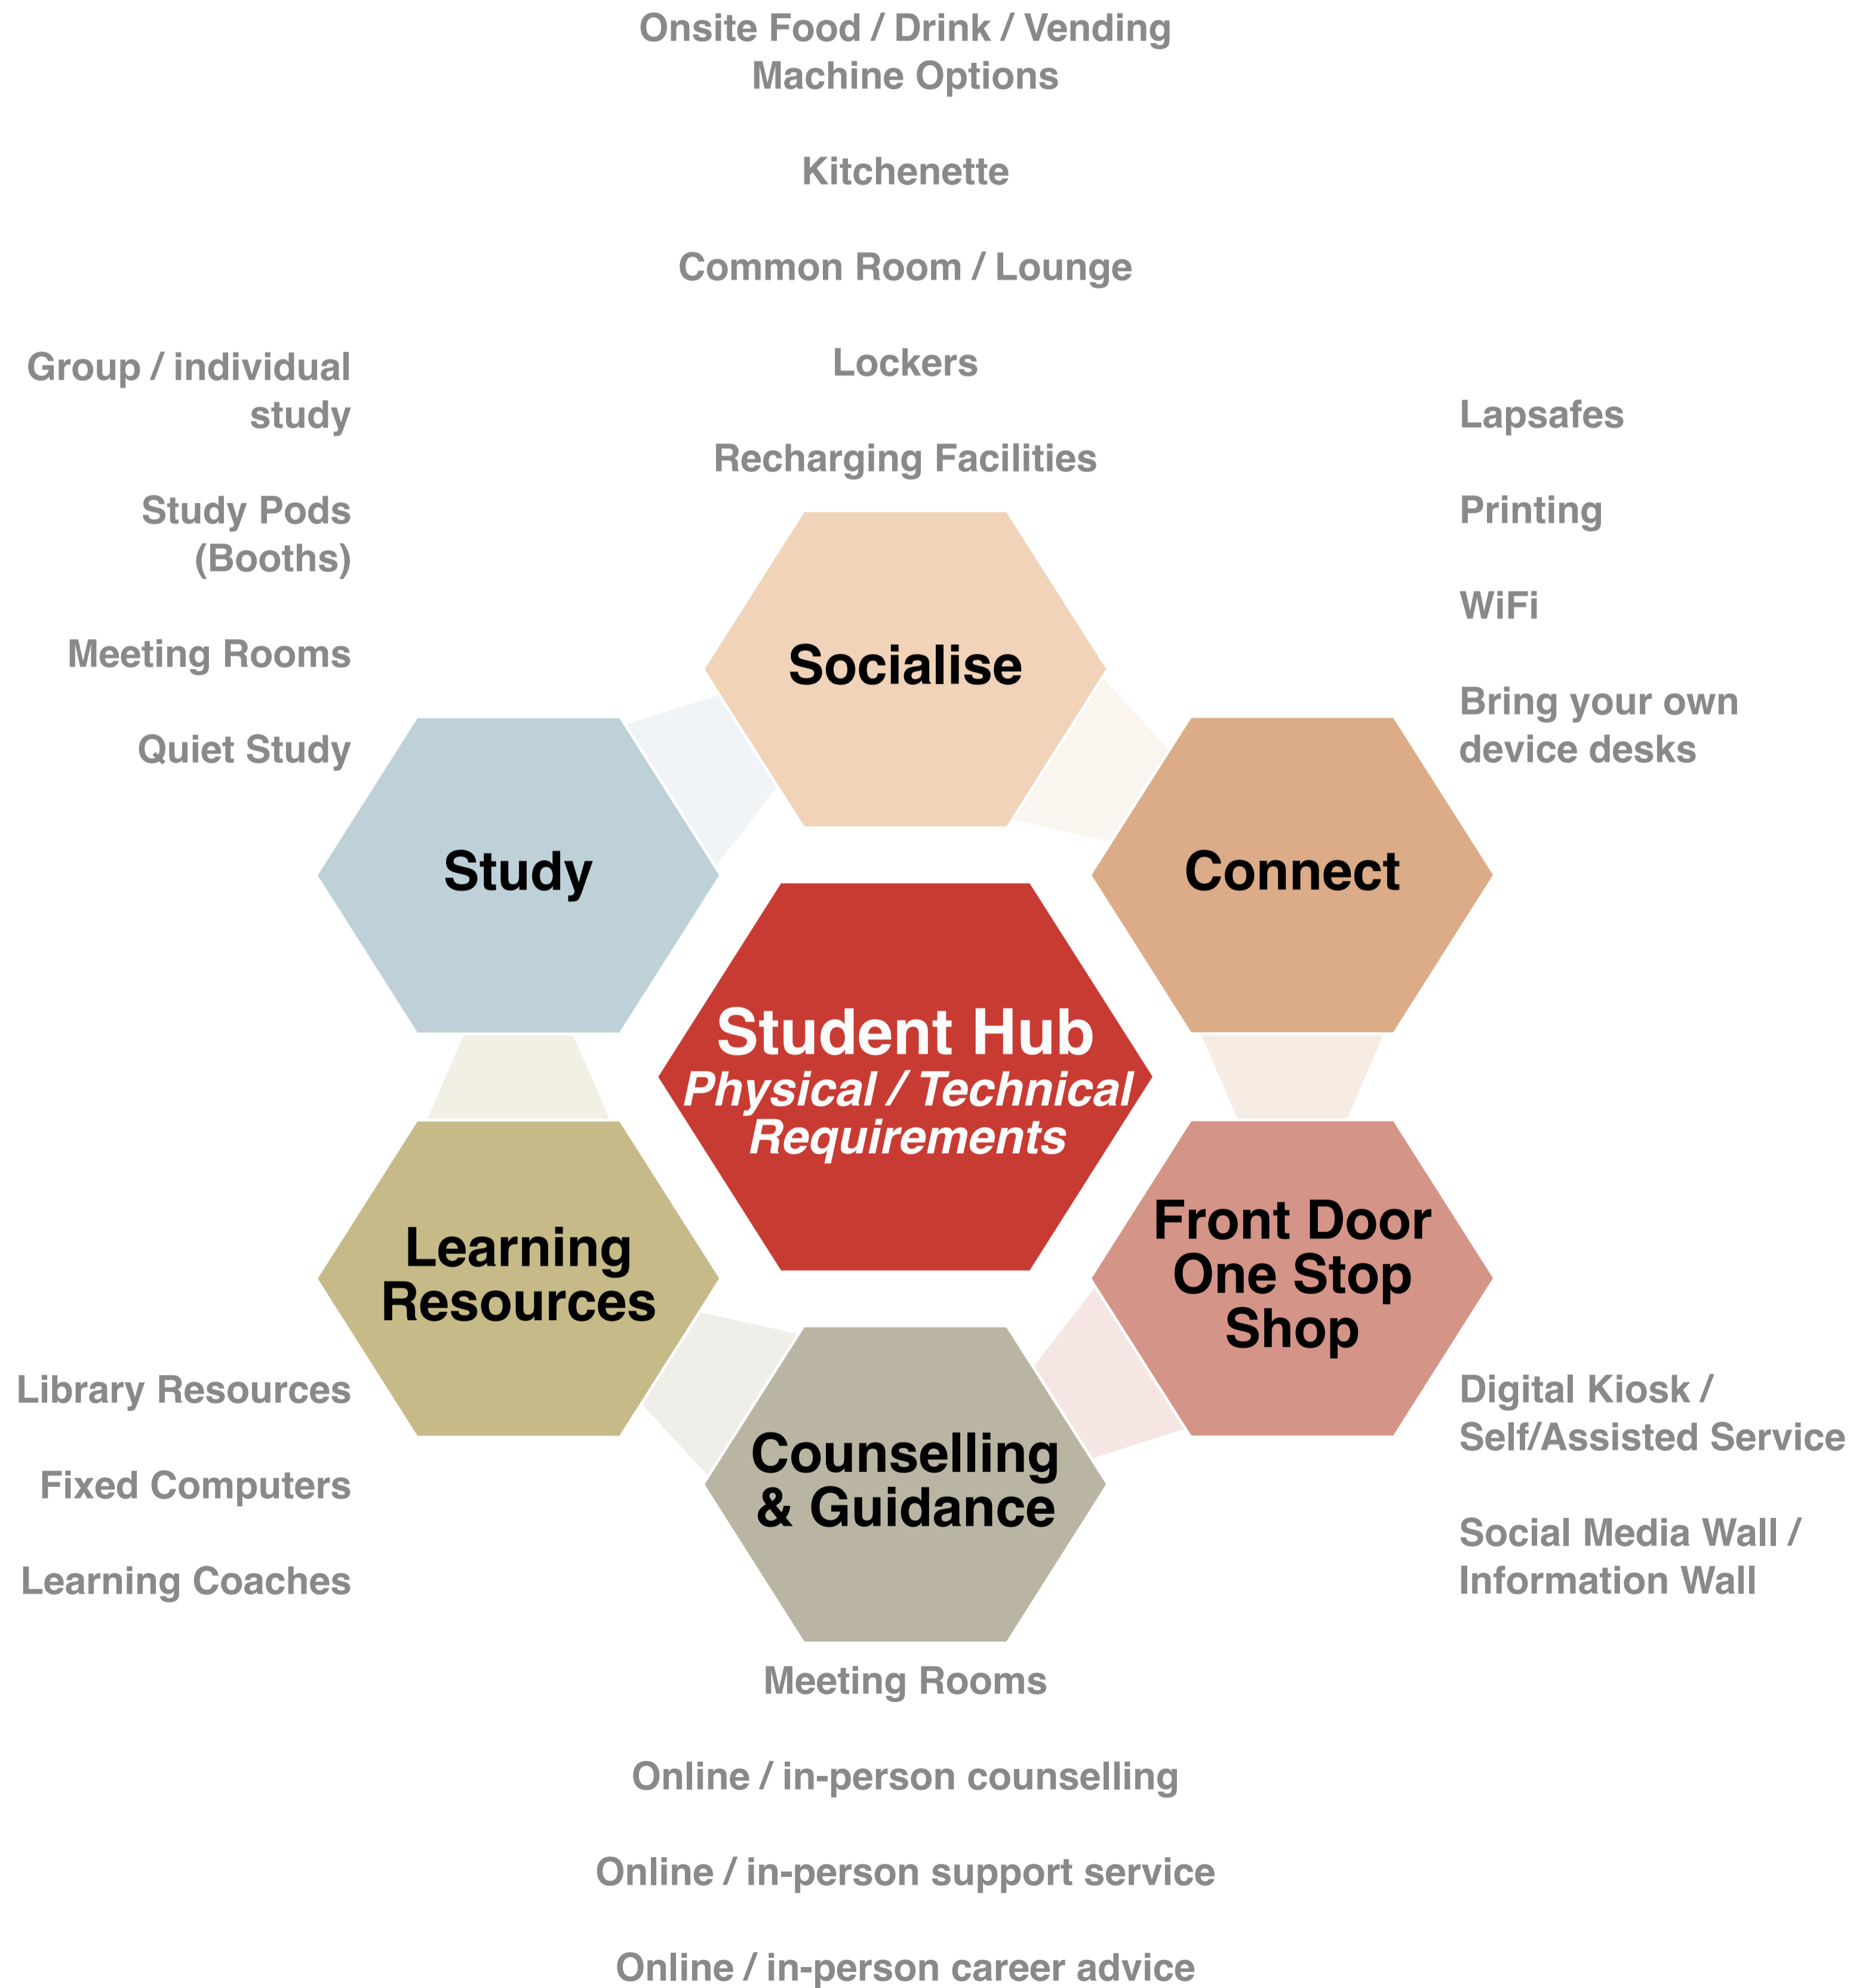 Onsite Food / Drink / Vending
Machine Options
Kitchenette
Common Room / Lounge
Lockers
Recharging Facilities
Group / individual
study
Study Pods
(Booths)
Meeting Rooms
Quiet Study
Lapsafes
Printing
WiFi
Bring your own
device desks
Socialise
Study
Connect
Student Hub
Physical / Technical
Requirements
Learning
Resources
Front Door
One Stop
Shop
Counselling
& Guidance
Library Resources
Fixed Computers
Learning Coaches
Digital Kiosk /
Self/Assisted Service
Social Media Wall /
Information Wall
Meeting Rooms
Online / in-person counselling
Online / in-person support service
Online / in-person career advice